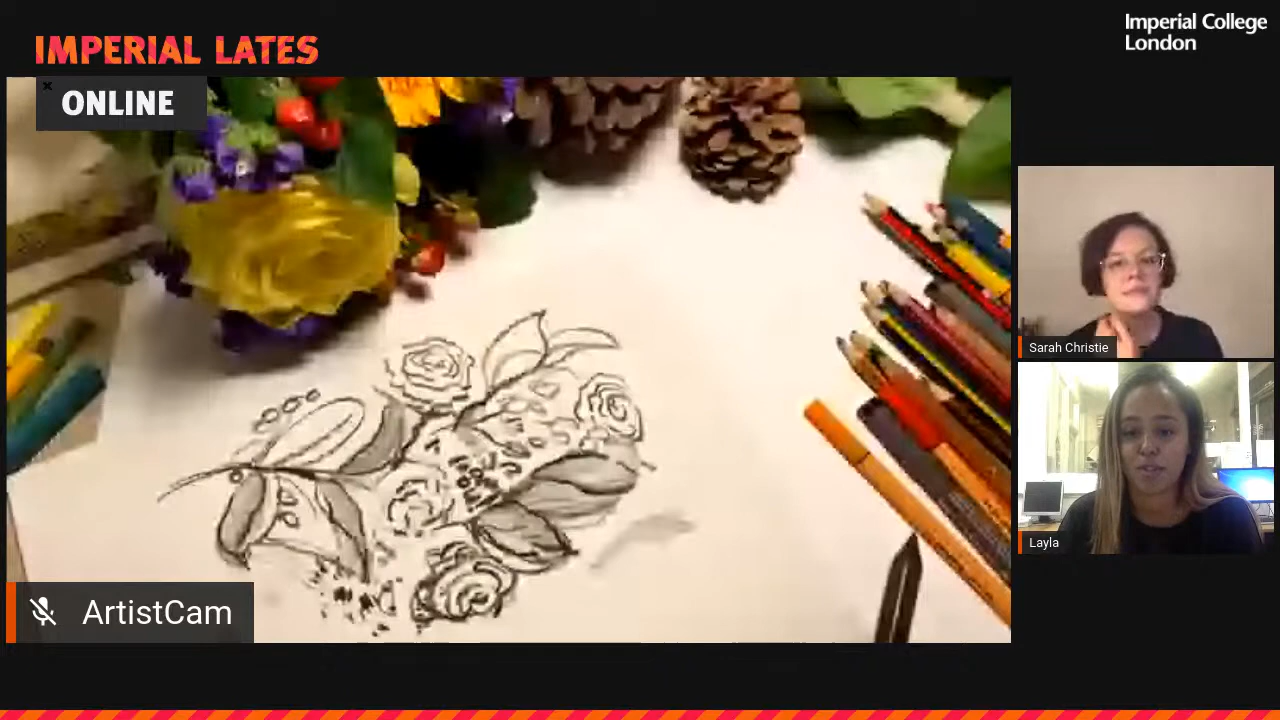 IMPERIAL LATES
ONLINE
Imperial College
London
Sarah Christie
Layla
ArtistCam